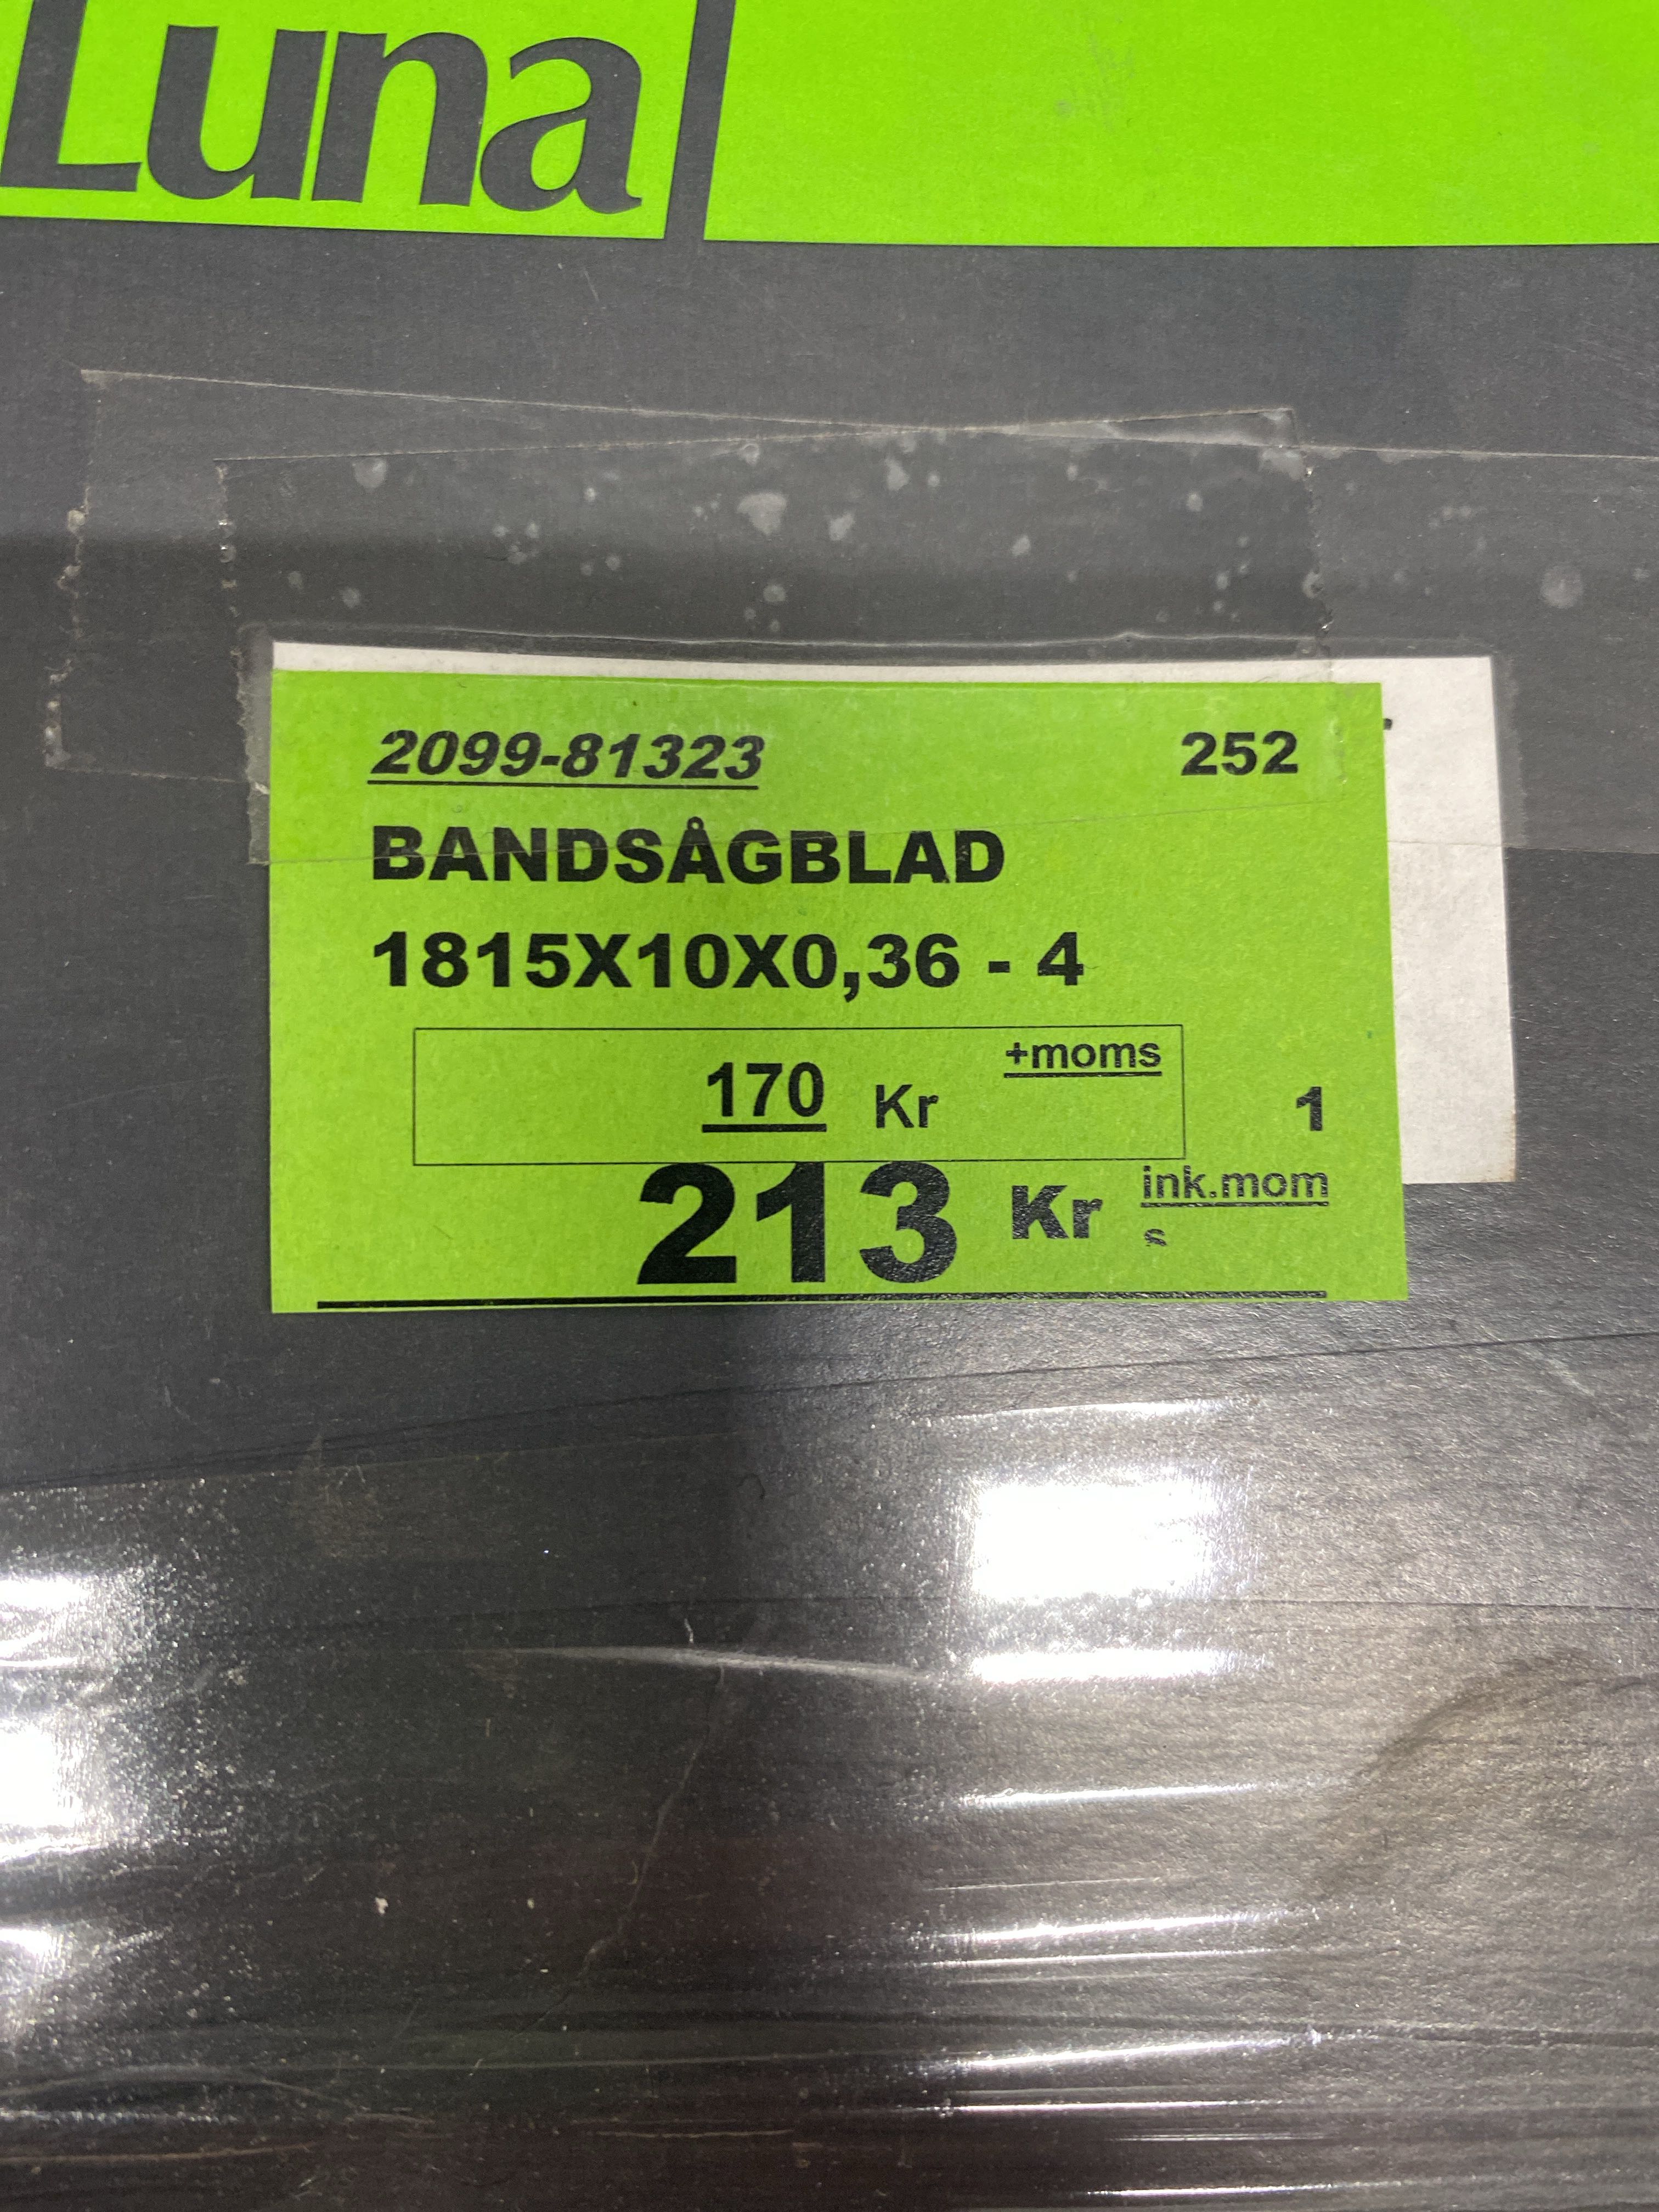 Luna
2099-81323 252
BANDSÅGBLAD
1815X10X0,36 - 4
170 Kr +moms
1
213 Kr ink.mom
s